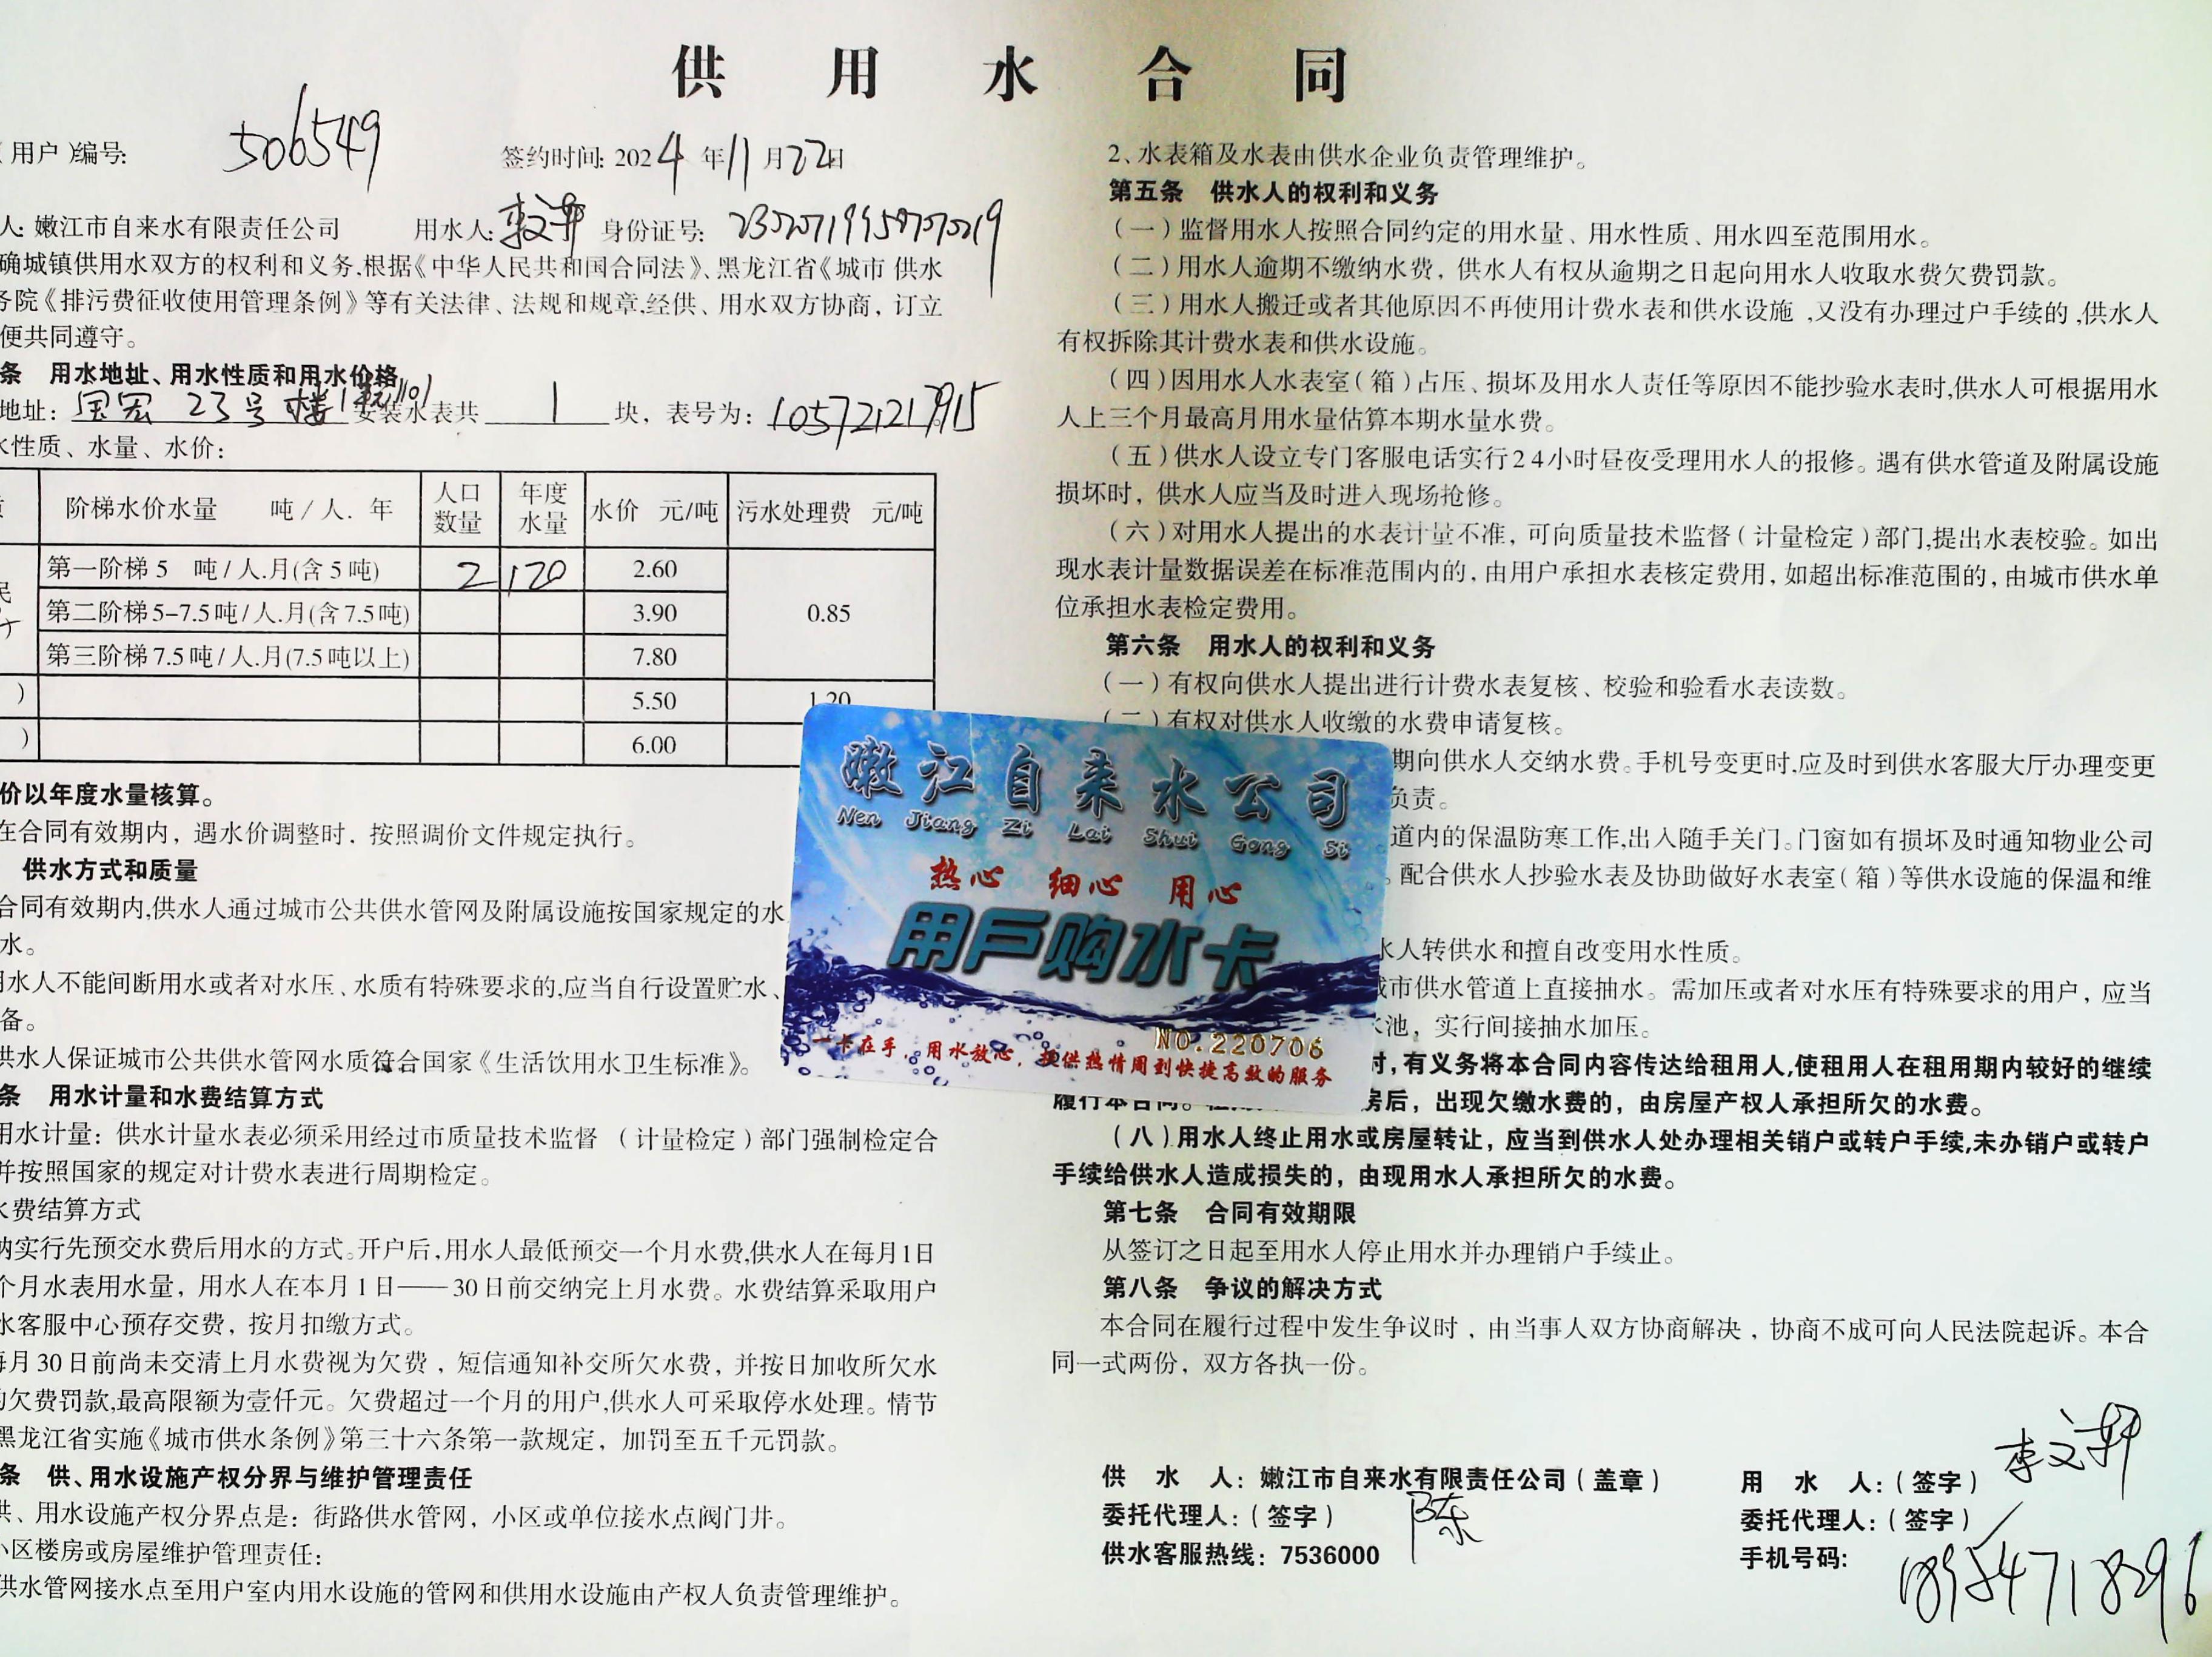 供用水合同
(用户)编号: 506549 签约时间: 2024年11月22日
人: 嫩江市自来水有限责任公司 用水人: 李文轩 身份证号:
确城镇供用水双方的权利和义务,根据《中华人民共和国合同法》、黑龙江省《城市供水
务院《排污费征收使用管理条例》等有关法律、法规和规章,经供、用水双方协商，订立
便共同遵守。
条 用水地址、用水性质和用水价格
地址: 宝宏 23号楼1单元101 安装水表共 1 块，表号为: 105721217915
水性质、水量、水价:
阶梯水价水量 吨/人.年 人口数量 年度水量 水价 元/吨 污水处理费 元/吨
第一阶梯5 吨/人.月(含5吨) 2 120 2.60
第二阶梯5-7.5吨/人.月(含7.5吨) 3.90 0.85
第三阶梯7.5吨/人.月(7.5吨以上) 7.80
) 5.50 1.20
) 6.00
价以年度水量核算。
在合同有效期内，遇水价调整时，按照调价文件规定执行。
供水方式和质量
合同有效期内,供水人通过城市公共供水管网及附属设施按国家规定的水
水。
用水人不能间断用水或者对水压、水质有特殊要求的,应当自行设置贮水、
备。
供水人保证城市公共供水管网水质符合国家《生活饮用水卫生标准》。
条 用水计量和水费结算方式
用水计量：供水计量水表必须采用经过市质量技术监督（计量检定）部门强制检定合
并按照国家的规定对计费水表进行周期检定。
水费结算方式
纳实行先预交水费后用水的方式。开户后,用水人最低预交一个月水费,供水人在每月1日
个月水表用水量，用水人在本月1日——30日前交纳完上月水费。水费结算采取用户
水客服中心预存交费，按月扣缴方式。
每月30日前尚未交清上月水费视为欠费，短信通知补交所欠水费，并按日加收所欠水
的欠费罚款,最高限额为壹仟元。欠费超过一个月的用户,供水人可采取停水处理。情节
黑龙江省实施《城市供水条例》第三十六条第一款规定，加罚至五千元罚款。
条 供、用水设施产权分界与维护管理责任
供、用水设施产权分界点是：街路供水管网，小区或单位接水点阀门井。
小区楼房或房屋维护管理责任:
供水管网接水点至用户室内用水设施的管网和供用水设施由产权人负责管理维护。
2、水表箱及水表由供水企业负责管理维护。
第五条 供水人的权利和义务
(一)监督用水人按照合同约定的用水量、用水性质、用水四至范围用水。
(二)用水人逾期不缴纳水费，供水人有权从逾期之日起向用水人收取水费欠费罚款。
(三)用水人搬迁或者其他原因不再使用计费水表和供水设施,又没有办理过户手续的,供水人
有权拆除其计费水表和供水设施。
(四)因用水人水表室(箱)占压、损坏及用水人责任等原因不能抄验水表时,供水人可根据用水
人上三个月最高月用水量估算本期水量水费。
(五)供水人设立专门客服电话实行24小时昼夜受理用水人的报修。遇有供水管道及附属设施
损坏时，供水人应当及时进入现场抢修。
(六)对用水人提出的水表计量不准，可向质量技术监督(计量检定)部门,提出水表校验。如出
现水表计量数据误差在标准范围内的，由用户承担水表核定费用，如超出标准范围的，由城市供水单
位承担水表检定费用。
第六条 用水人的权利和义务
(一)有权向供水人提出进行计费水表复核、校验和验看水表读数。
(二)有权对供水人收缴的水费申请复核。
期向供水人交纳水费。手机号变更时,应及时到供水客服大厅办理变更
负责。
道内的保温防寒工作,出入随手关门。门窗如有损坏及时通知物业公司
。配合供水人抄验水表及协助做好水表室(箱)等供水设施的保温和维
水人转供水和擅自改变用水性质。
城市供水管道上直接抽水。需加压或者对水压有特殊要求的用户，应当
水池，实行间接抽水加压。
时，有义务将本合同内容传达给租用人,使租用人在租用期内较好的继续
履行本合同。 房后，出现欠缴水费的，由房屋产权人承担所欠的水费。
(八)用水人终止用水或房屋转让，应当到供水人处办理相关销户或转户手续,未办销户或转户
手续给供水人造成损失的，由现用水人承担所欠的水费。
第七条 合同有效期限
从签订之日起至用水人停止用水并办理销户手续止。
第八条 争议的解决方式
本合同在履行过程中发生争议时，由当事人双方协商解决，协商不成可向人民法院起诉。本合
同一式两份，双方各执一份。
供 水 人：嫩江市自来水有限责任公司(盖章) 用 水 人:(签字) 李文轩
委托代理人:(签字) 陈 委托代理人:(签字)
供水客服热线：7536000 手机号码: 18954718296
嫩江自来水公司
Nen Jiang Zi Lai Shui Gong Si
热心 细心 用心
用戶购水卡
NO.220706
一卡在手，用水放心，提供热情周到快捷高效的服务